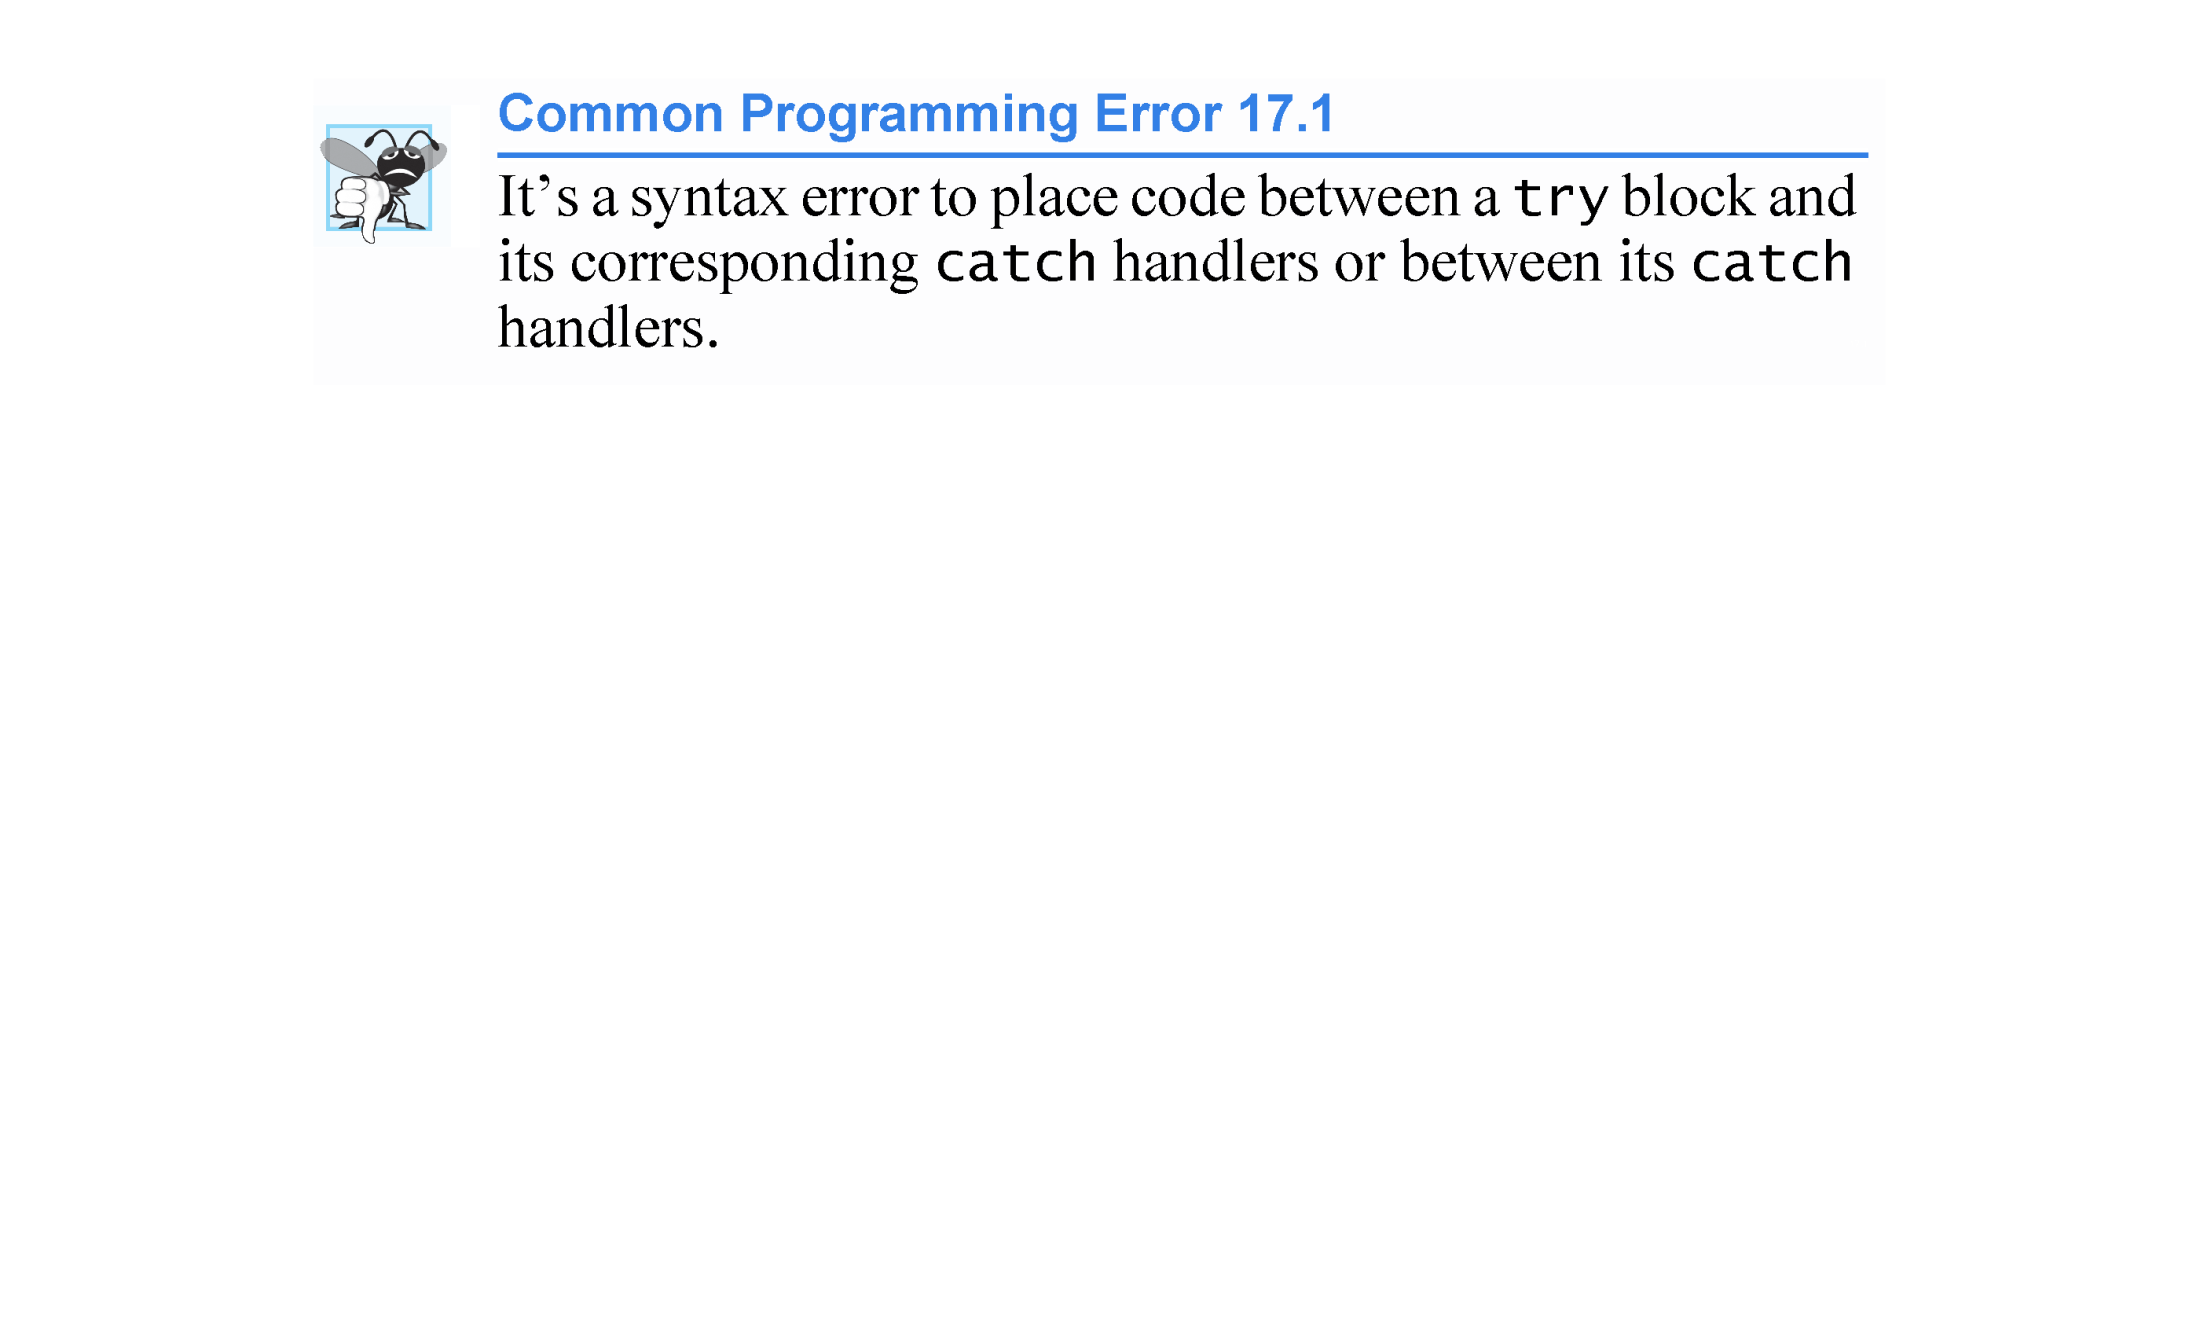 Common Programming Error 17.1
It’s a syntax error to place code between a try block and
its corresponding catch handlers or between its catch
handlers.